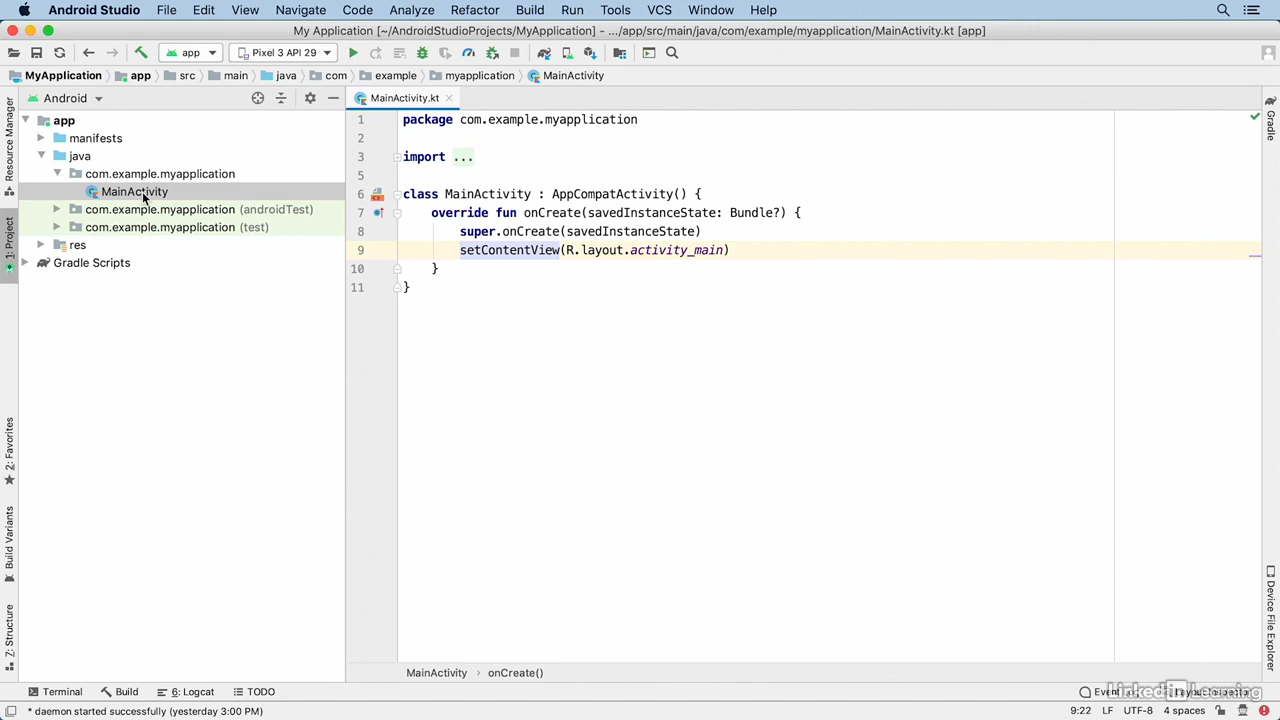 Android Studio File Edit View Navigate Code Analyze Refactor Build Run Tools VCS Window Help
My Application [~/AndroidStudioProjects/MyApplication] - .../app/src/main/java/com/example/myapplication/MainActivity.kt [app]
app Pixel 3 API 29
MyApplication app src main java com example myapplication MainActivity
Android
MainActivity.kt
Resource Manager
1: Project
2: Favorites
Build Variants
Z: Structure
app
manifests
java
com.example.myapplication
MainActivity
com.example.myapplication (androidTest)
com.example.myapplication (test)
res
Gradle Scripts
1 package com.example.myapplication
2
3 import ...
5
6 class MainActivity : AppCompatActivity() {
7 override fun onCreate(savedInstanceState: Bundle?) {
8 super.onCreate(savedInstanceState)
9 setContentView(R.layout.activity_main)
10 }
11 }
Gradle
Device File Explorer
MainActivity › onCreate()
Terminal Build 6: Logcat TODO
LinkedIn Learning
* daemon started successfully (yesterday 3:00 PM)
9:22 LF UTF-8 4 spaces